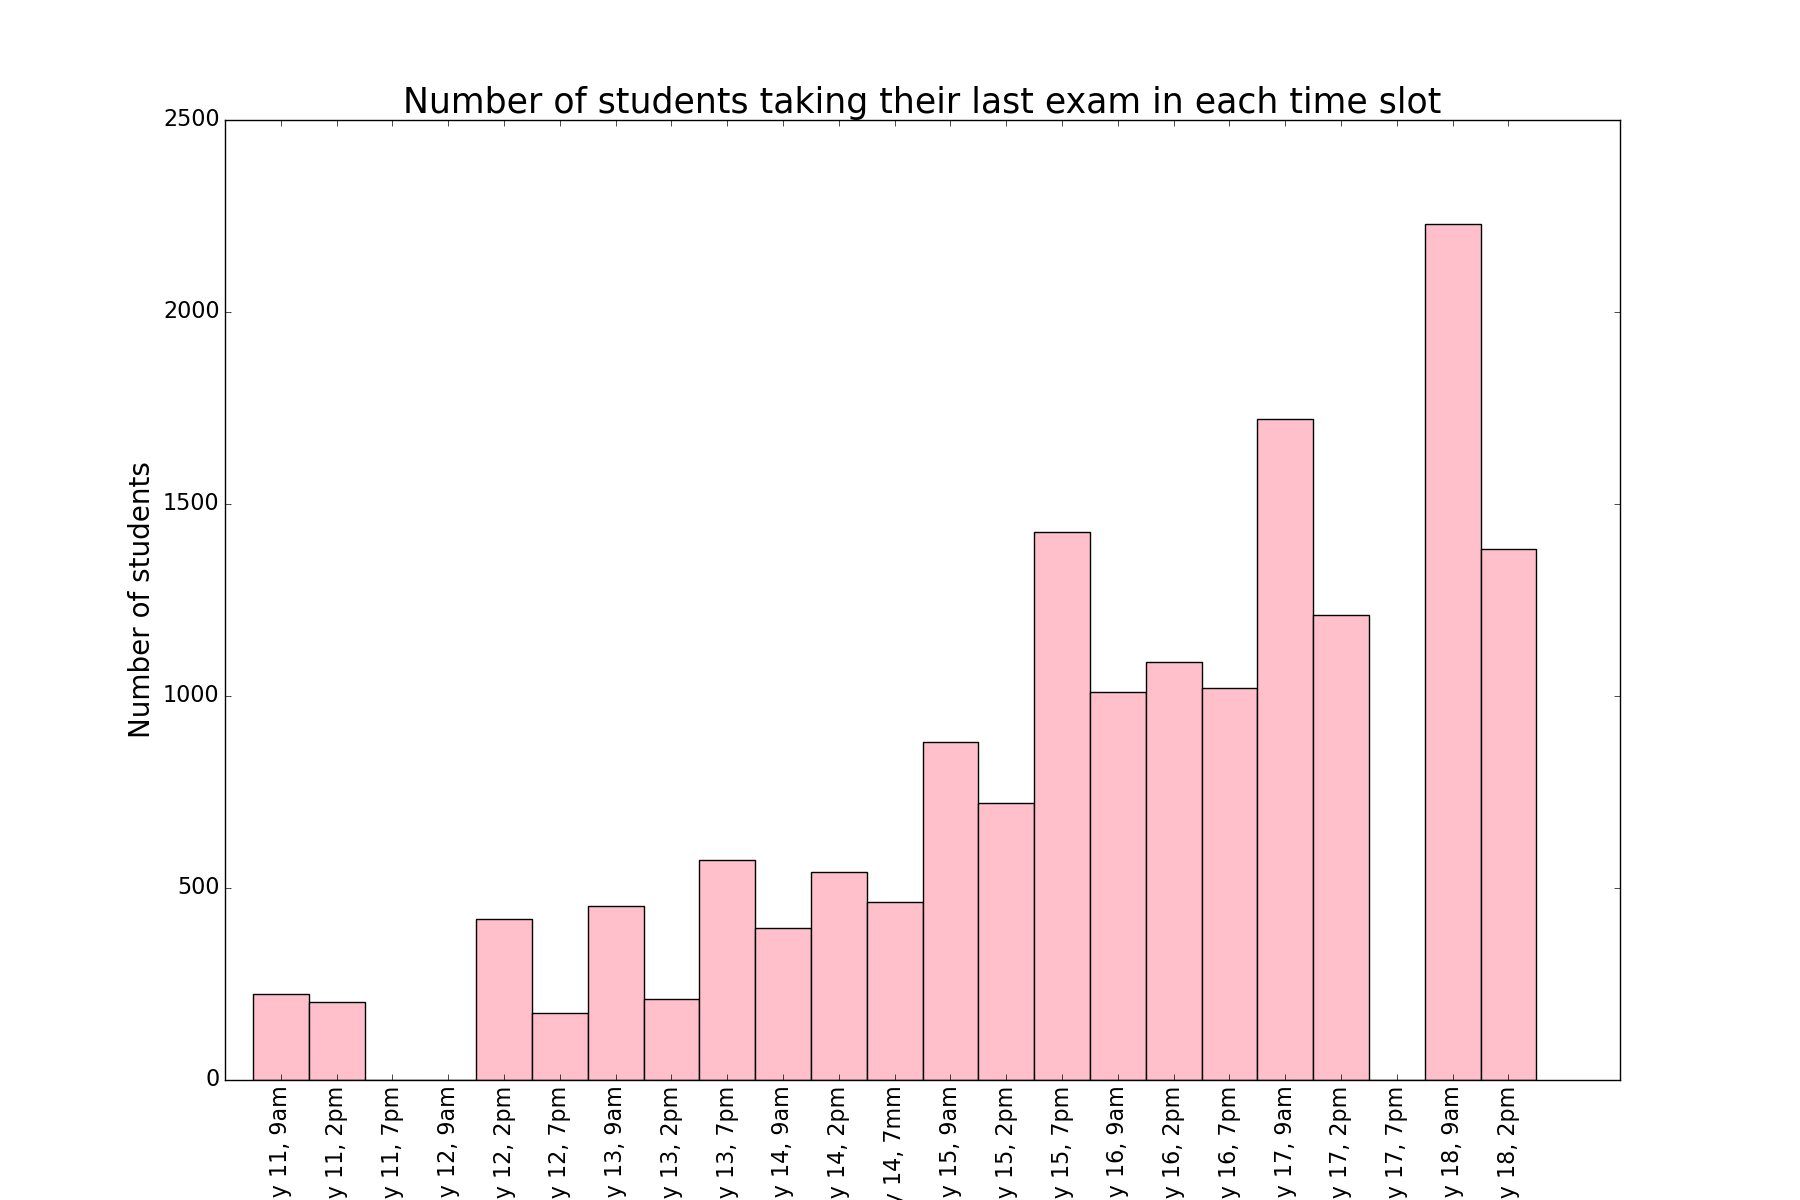 Number of students taking their last exam in each time slot
Number of students
2500
2000
1500
1000
500
0
y 11, 9am
y 11, 2pm
y 11, 7pm
y 12, 9am
y 12, 2pm
y 12, 7pm
y 13, 9am
y 13, 2pm
y 13, 7pm
y 14, 9am
y 14, 2pm
y 14, 7mm
y 15, 9am
y 15, 2pm
y 15, 7pm
y 16, 9am
y 16, 2pm
y 16, 7pm
y 17, 9am
y 17, 2pm
y 17, 7pm
y 18, 9am
y 18, 2pm